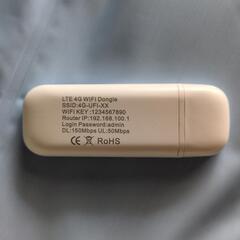 LTE 4G WIFI Dongle
SSID:4G-UFI-XX
WIFI KEY :1234567890
Router IP:192.168.100.1
Login Password:admin
DL:150Mbps UL:50Mbps
CE RoHS